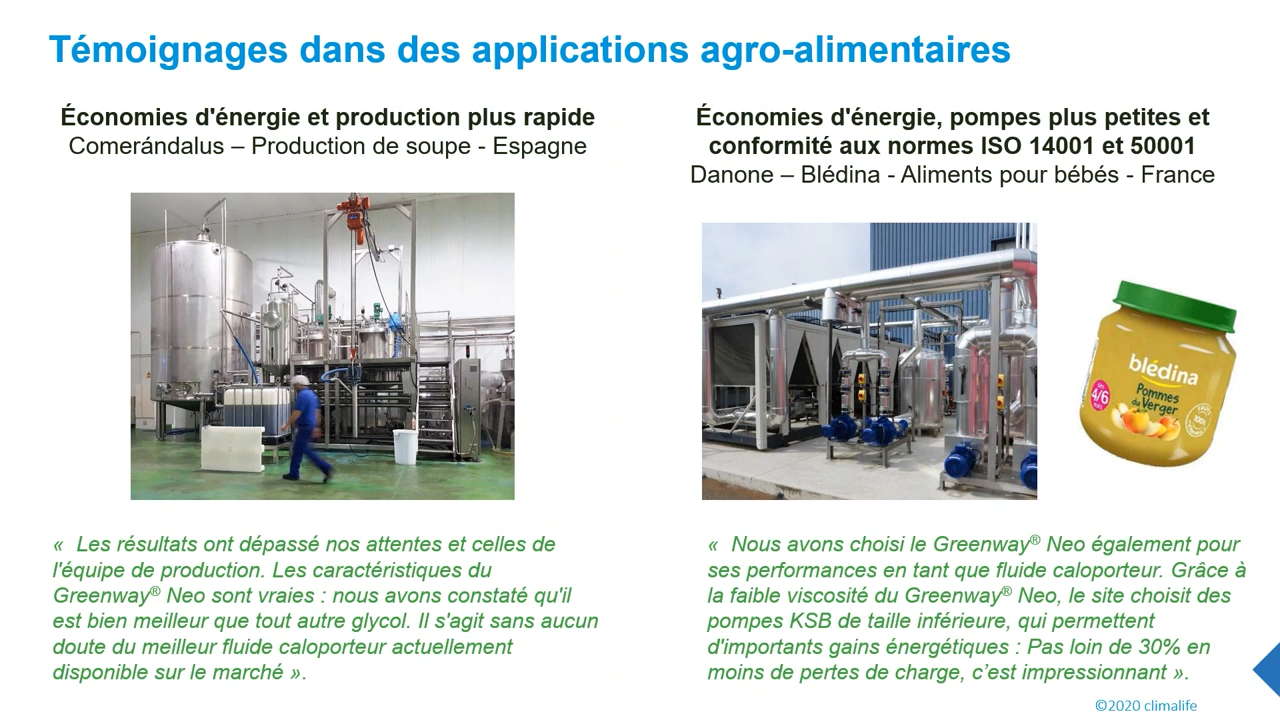 Témoignages dans des applications agro-alimentaires
Économies d'énergie et production plus rapide
Comerándalus – Production de soupe - Espagne
« Les résultats ont dépassé nos attentes et celles de
l'équipe de production. Les caractéristiques du
Greenway® Neo sont vraies : nous avons constaté qu'il
est bien meilleur que tout autre glycol. Il s'agit sans aucun
doute du meilleur fluide caloporteur actuellement
disponible sur le marché ».
Économies d'énergie, pompes plus petites et
conformité aux normes ISO 14001 et 50001
Danone – Blédina - Aliments pour bébés - France
blédina
Pommes
du Verger
4/6
« Nous avons choisi le Greenway® Neo également pour
ses performances en tant que fluide caloporteur. Grâce à
la faible viscosité du Greenway® Neo, le site choisit des
pompes KSB de taille inférieure, qui permettent
d'importants gains énergétiques : Pas loin de 30% en
moins de pertes de charge, c’est impressionnant ».
©2020 climalife